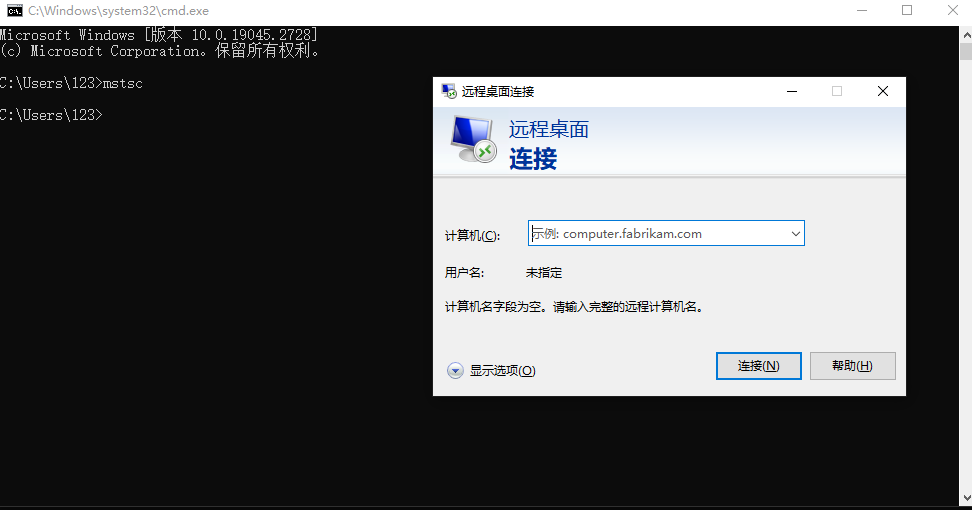 C:\Windows\system32\cmd.exe
Microsoft Windows [版本 10.0.19045.2728]
(c) Microsoft Corporation。保留所有权利。
C:\Users\123>mstsc
C:\Users\123>
远程桌面连接
远程桌面
连接
计算机(C):
示例: computer.fabrikam.com
用户名:
未指定
计算机名字段为空。请输入完整的远程计算机名。
显示选项(O)
连接(N)
帮助(H)